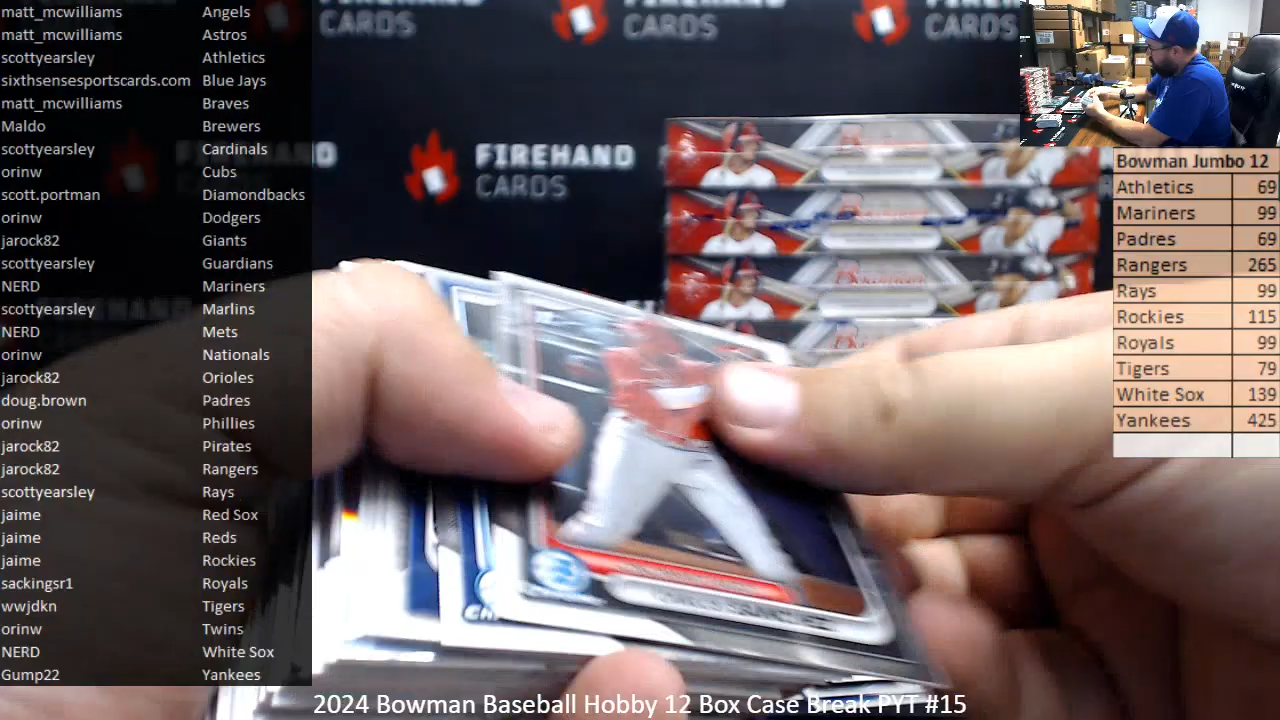 matt_mcwilliams Angels
matt_mcwilliams Astros
scottyearsley Athletics
sixthsensesportscards.com Blue Jays
matt_mcwilliams Braves
Maldo Brewers
scottyearsley Cardinals
orinw Cubs
scott.portman Diamondbacks
orinw Dodgers
jarock82 Giants
scottyearsley Guardians
NERD Mariners
scottyearsley Marlins
NERD Mets
orinw Nationals
jarock82 Orioles
doug.brown Padres
orinw Phillies
jarock82 Pirates
jarock82 Rangers
scottyearsley Rays
jaime Red Sox
jaime Reds
jaime Rockies
sackingsr1 Royals
wwjdkn Tigers
orinw Twins
NERD White Sox
Gump22 Yankees
CARDS
FIREHAND
CARDS
CARDS
FIREHAND
CARDS
Bowman Jumbo 12
Athletics 69
Mariners 99
Padres 69
Rangers 265
Rays 99
Rockies 115
Royals 99
Tigers 79
White Sox 139
Yankees 425
2024 Bowman Baseball Hobby 12 Box Case Break PYT #15